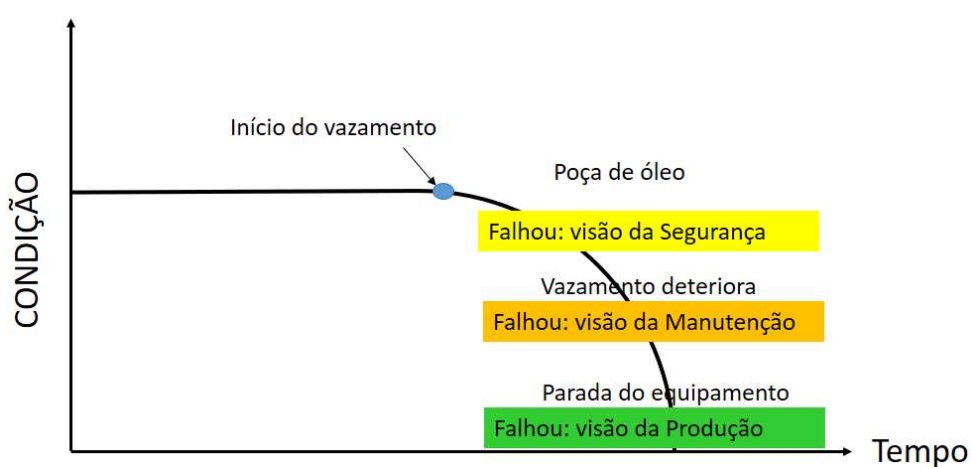 Início do vazamento
Poça de óleo
Falhou: visão da Segurança
Vazamento deteriora
Falhou: visão da Manutenção
Parada do equipamento
Falhou: visão da Produção
CONDIÇÃO
Tempo